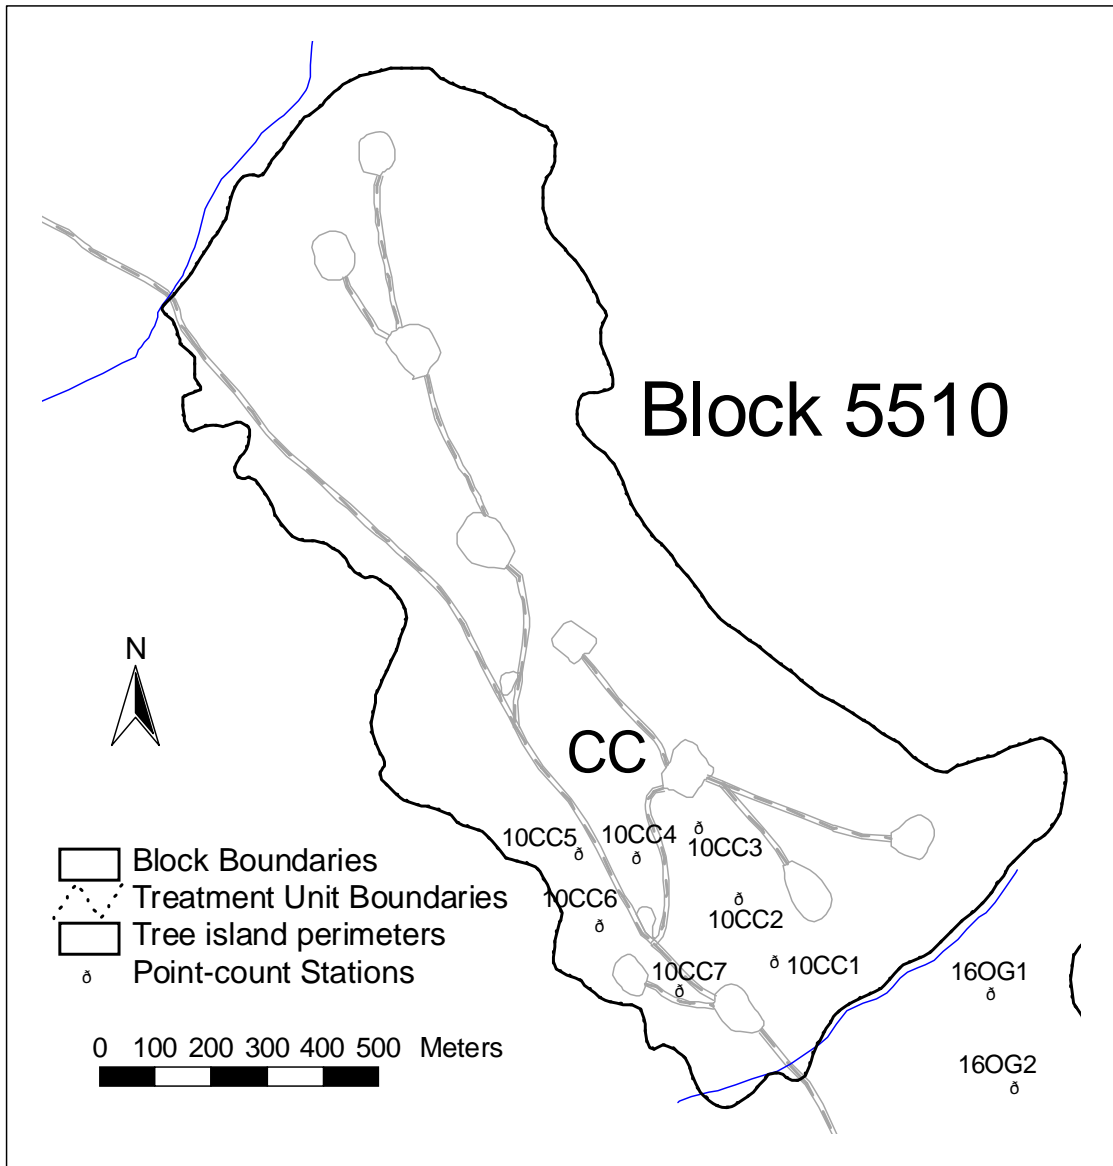 Block 5510
N
CC
10CC5
10CC4
10CC3
10CC6
10CC2
10CC7
10CC1
16OG1
16OG2
Block Boundaries
Treatment Unit Boundaries
Tree island perimeters
ð Point-count Stations
0 100 200 300 400 500 Meters